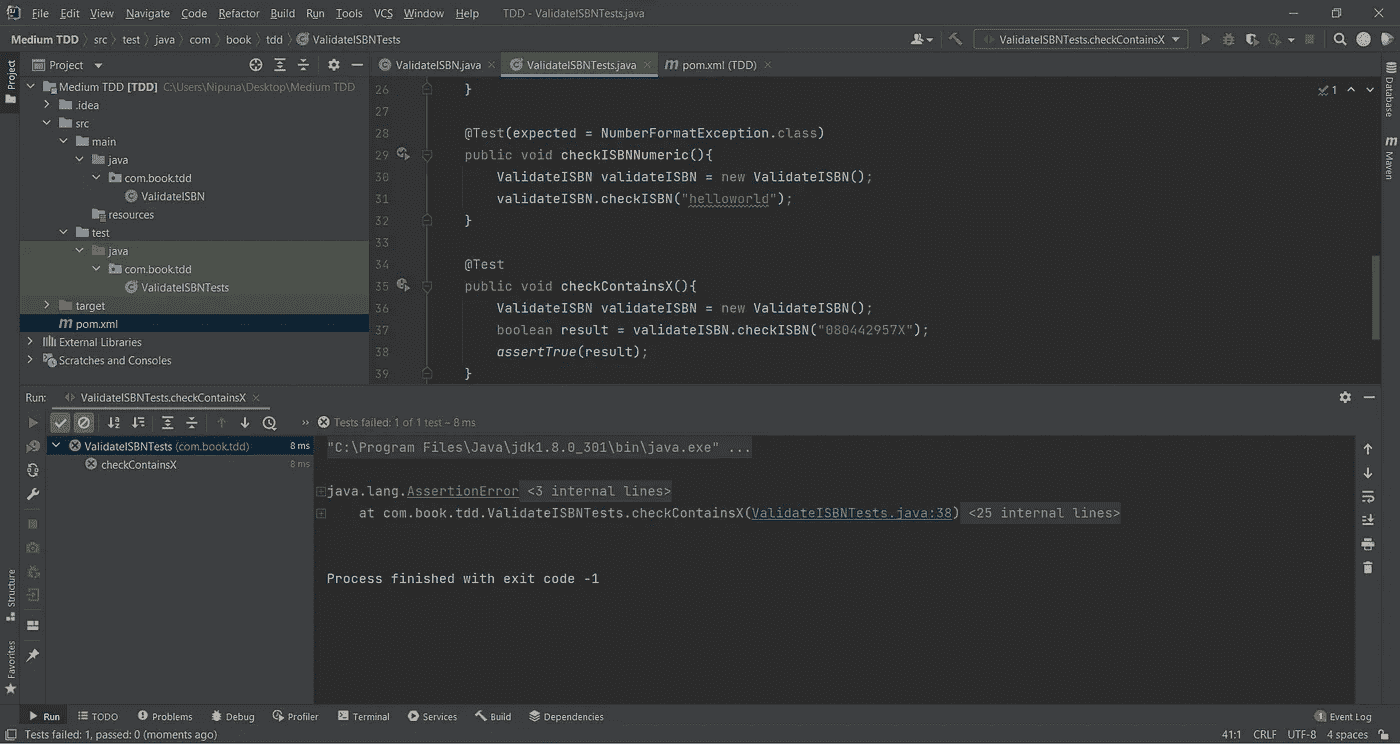 File Edit View Navigate Code Refactor Build Run Tools VCS Window Help TDD - ValidateISBNTests.java
Medium TDD src test java com book tdd ValidateISBNTests ValidateISBNTests.checkContainsX
Project
Project
ValidateISBN.java ValidateISBNTests.java pom.xml (TDD)
Medium TDD [TDD] C:\Users\Nipuna\Desktop\Medium TDD
.idea
src
main
java
com.book.tdd
ValidateISBN
resources
test
java
com.book.tdd
ValidateISBNTests
target
pom.xml
External Libraries
Scratches and Consoles
26 }
27
28 @Test(expected = NumberFormatException.class)
29 public void checkISBNNumeric(){
30 ValidateISBN validateISBN = new ValidateISBN();
31 validateISBN.checkISBN("helloworld");
32 }
33
34 @Test
35 public void checkContainsX(){
36 ValidateISBN validateISBN = new ValidateISBN();
37 boolean result = validateISBN.checkISBN("080442957X");
38 assertTrue(result);
39 }
1
Database
Maven
Run: ValidateISBNTests.checkContainsX
Tests failed: 1 of 1 test – 8 ms
ValidateISBNTests (com.book.tdd) 8 ms
checkContainsX 8 ms
"C:\Program Files\Java\jdk1.8.0_301\bin\java.exe" ...
java.lang.AssertionError <3 internal lines>
at com.book.tdd.ValidateISBNTests.checkContainsX(ValidateISBNTests.java:38) <25 internal lines>
Process finished with exit code -1
Structure
Favorites
Run TODO Problems Debug Profiler Terminal Services Build Dependencies 1 Event Log
Tests failed: 1, passed: 0 (moments ago) 41:1 CRLF UTF-8 4 spaces